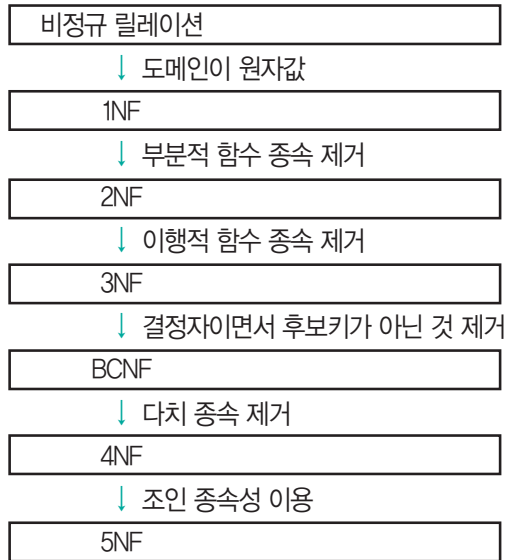 비정규 릴레이션
↓ 도메인이 원자값
1NF
↓ 부분적 함수 종속 제거
2NF
↓ 이행적 함수 종속 제거
3NF
↓ 결정자이면서 후보키가 아닌 것 제거
BCNF
↓ 다치 종속 제거
4NF
↓ 조인 종속성 이용
5NF